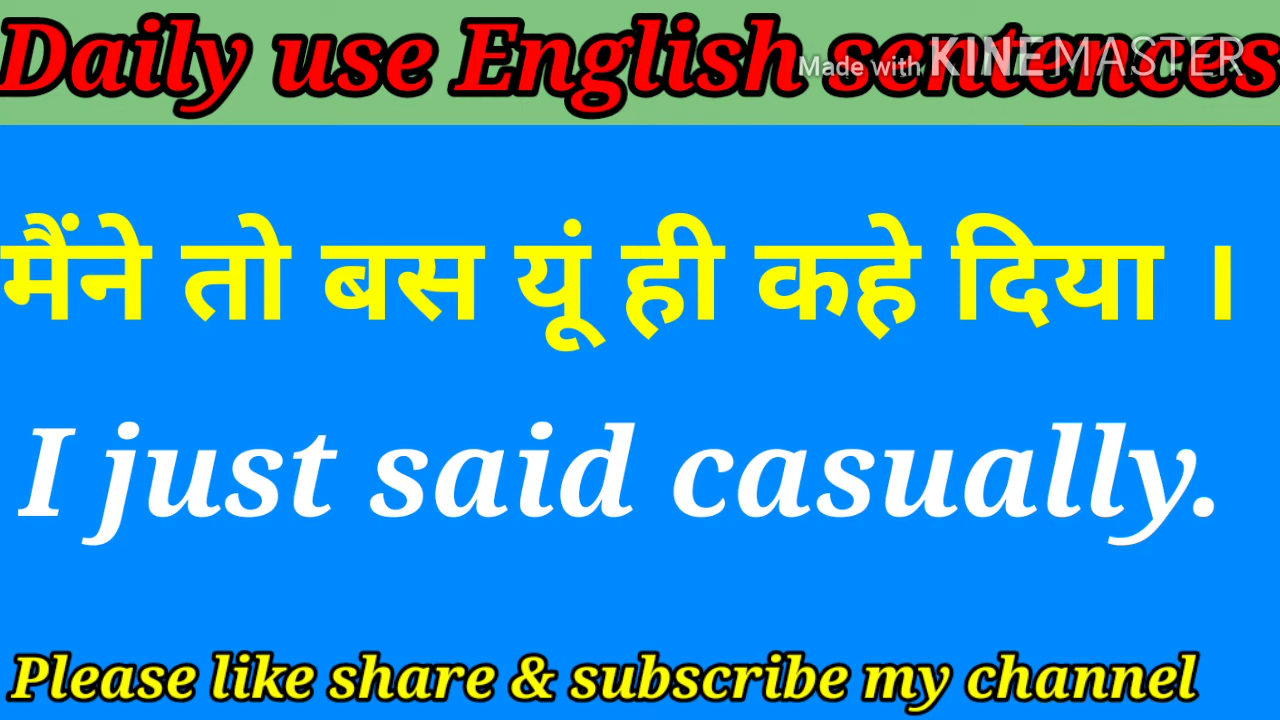 Daily use English sentences
Made with KINEMASTER
मैंने तो बस यूं ही कहे दिया ।
I just said casually.
Please like share & subscribe my channel